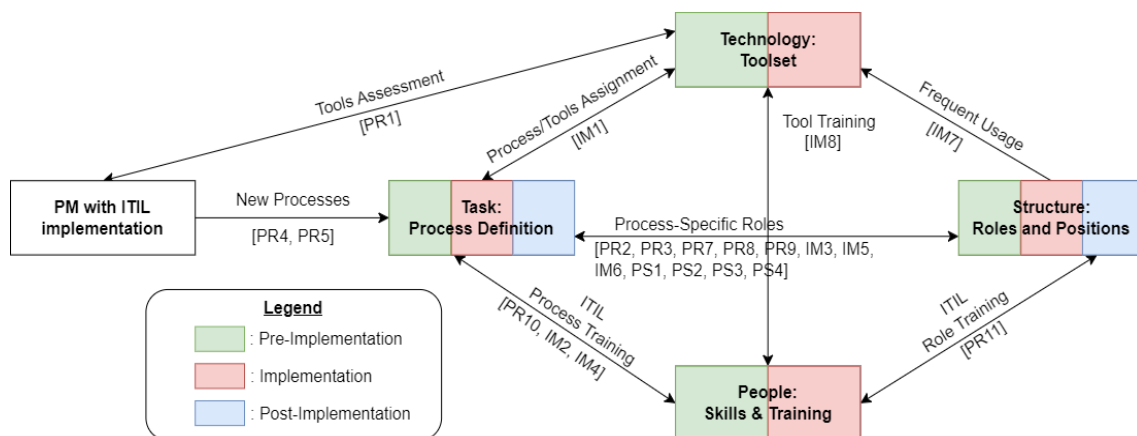 Technology:
Toolset
Tools Assessment
[PR1]
Process/Tools Assignment
[IM1]
Tool Training
[IM8]
Frequent Usage
[IM7]
PM with ITIL
implementation
New Processes
[PR4, PR5]
Task:
Process Definition
Process-Specific Roles
[PR2, PR3, PR7, PR8, PR9, IM3, IM5,
IM6, PS1, PS2, PS3, PS4]
Structure:
Roles and Positions
ITIL
Process Training
[PR10, IM2, IM4]
ITIL
Role Training
[PR11]
People:
Skills & Training
Legend
: Pre-Implementation
: Implementation
: Post-Implementation